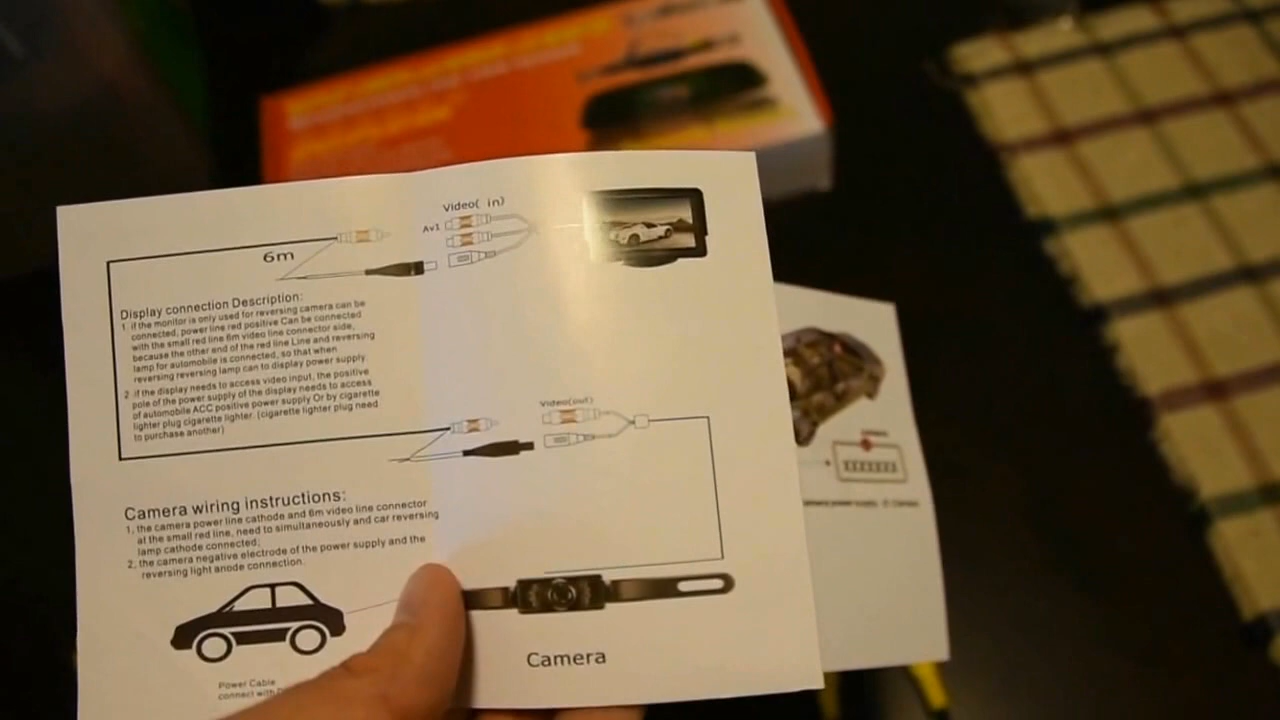 Video( in)
Av1
6m
Display connection Description:
1 if the monitor is only used for reversing camera can be
connected, power line red positive Can be connected
with the small red line 6m video line connector side,
because the other end of the red line Line and reversing
lamp for automobile is connected, so that when
reversing reversing lamp can to display power supply
2 if the display needs to access video input, the positive
pole of the power supply of the display needs to access
of automobile ACC positive power supply Or by cigarette
lighter plug cigarette lighter. (cigarette lighter plug need
to purchase another)
Video(out)
Camera wiring instructions:
1, the camera power line cathode and 6m video line connector
at the small red line, need to simultaneously and car reversing
lamp cathode connected;
2, the camera negative electrode of the power supply and the
reversing light anode connection.
Camera
Power Cable
connect with
power supply